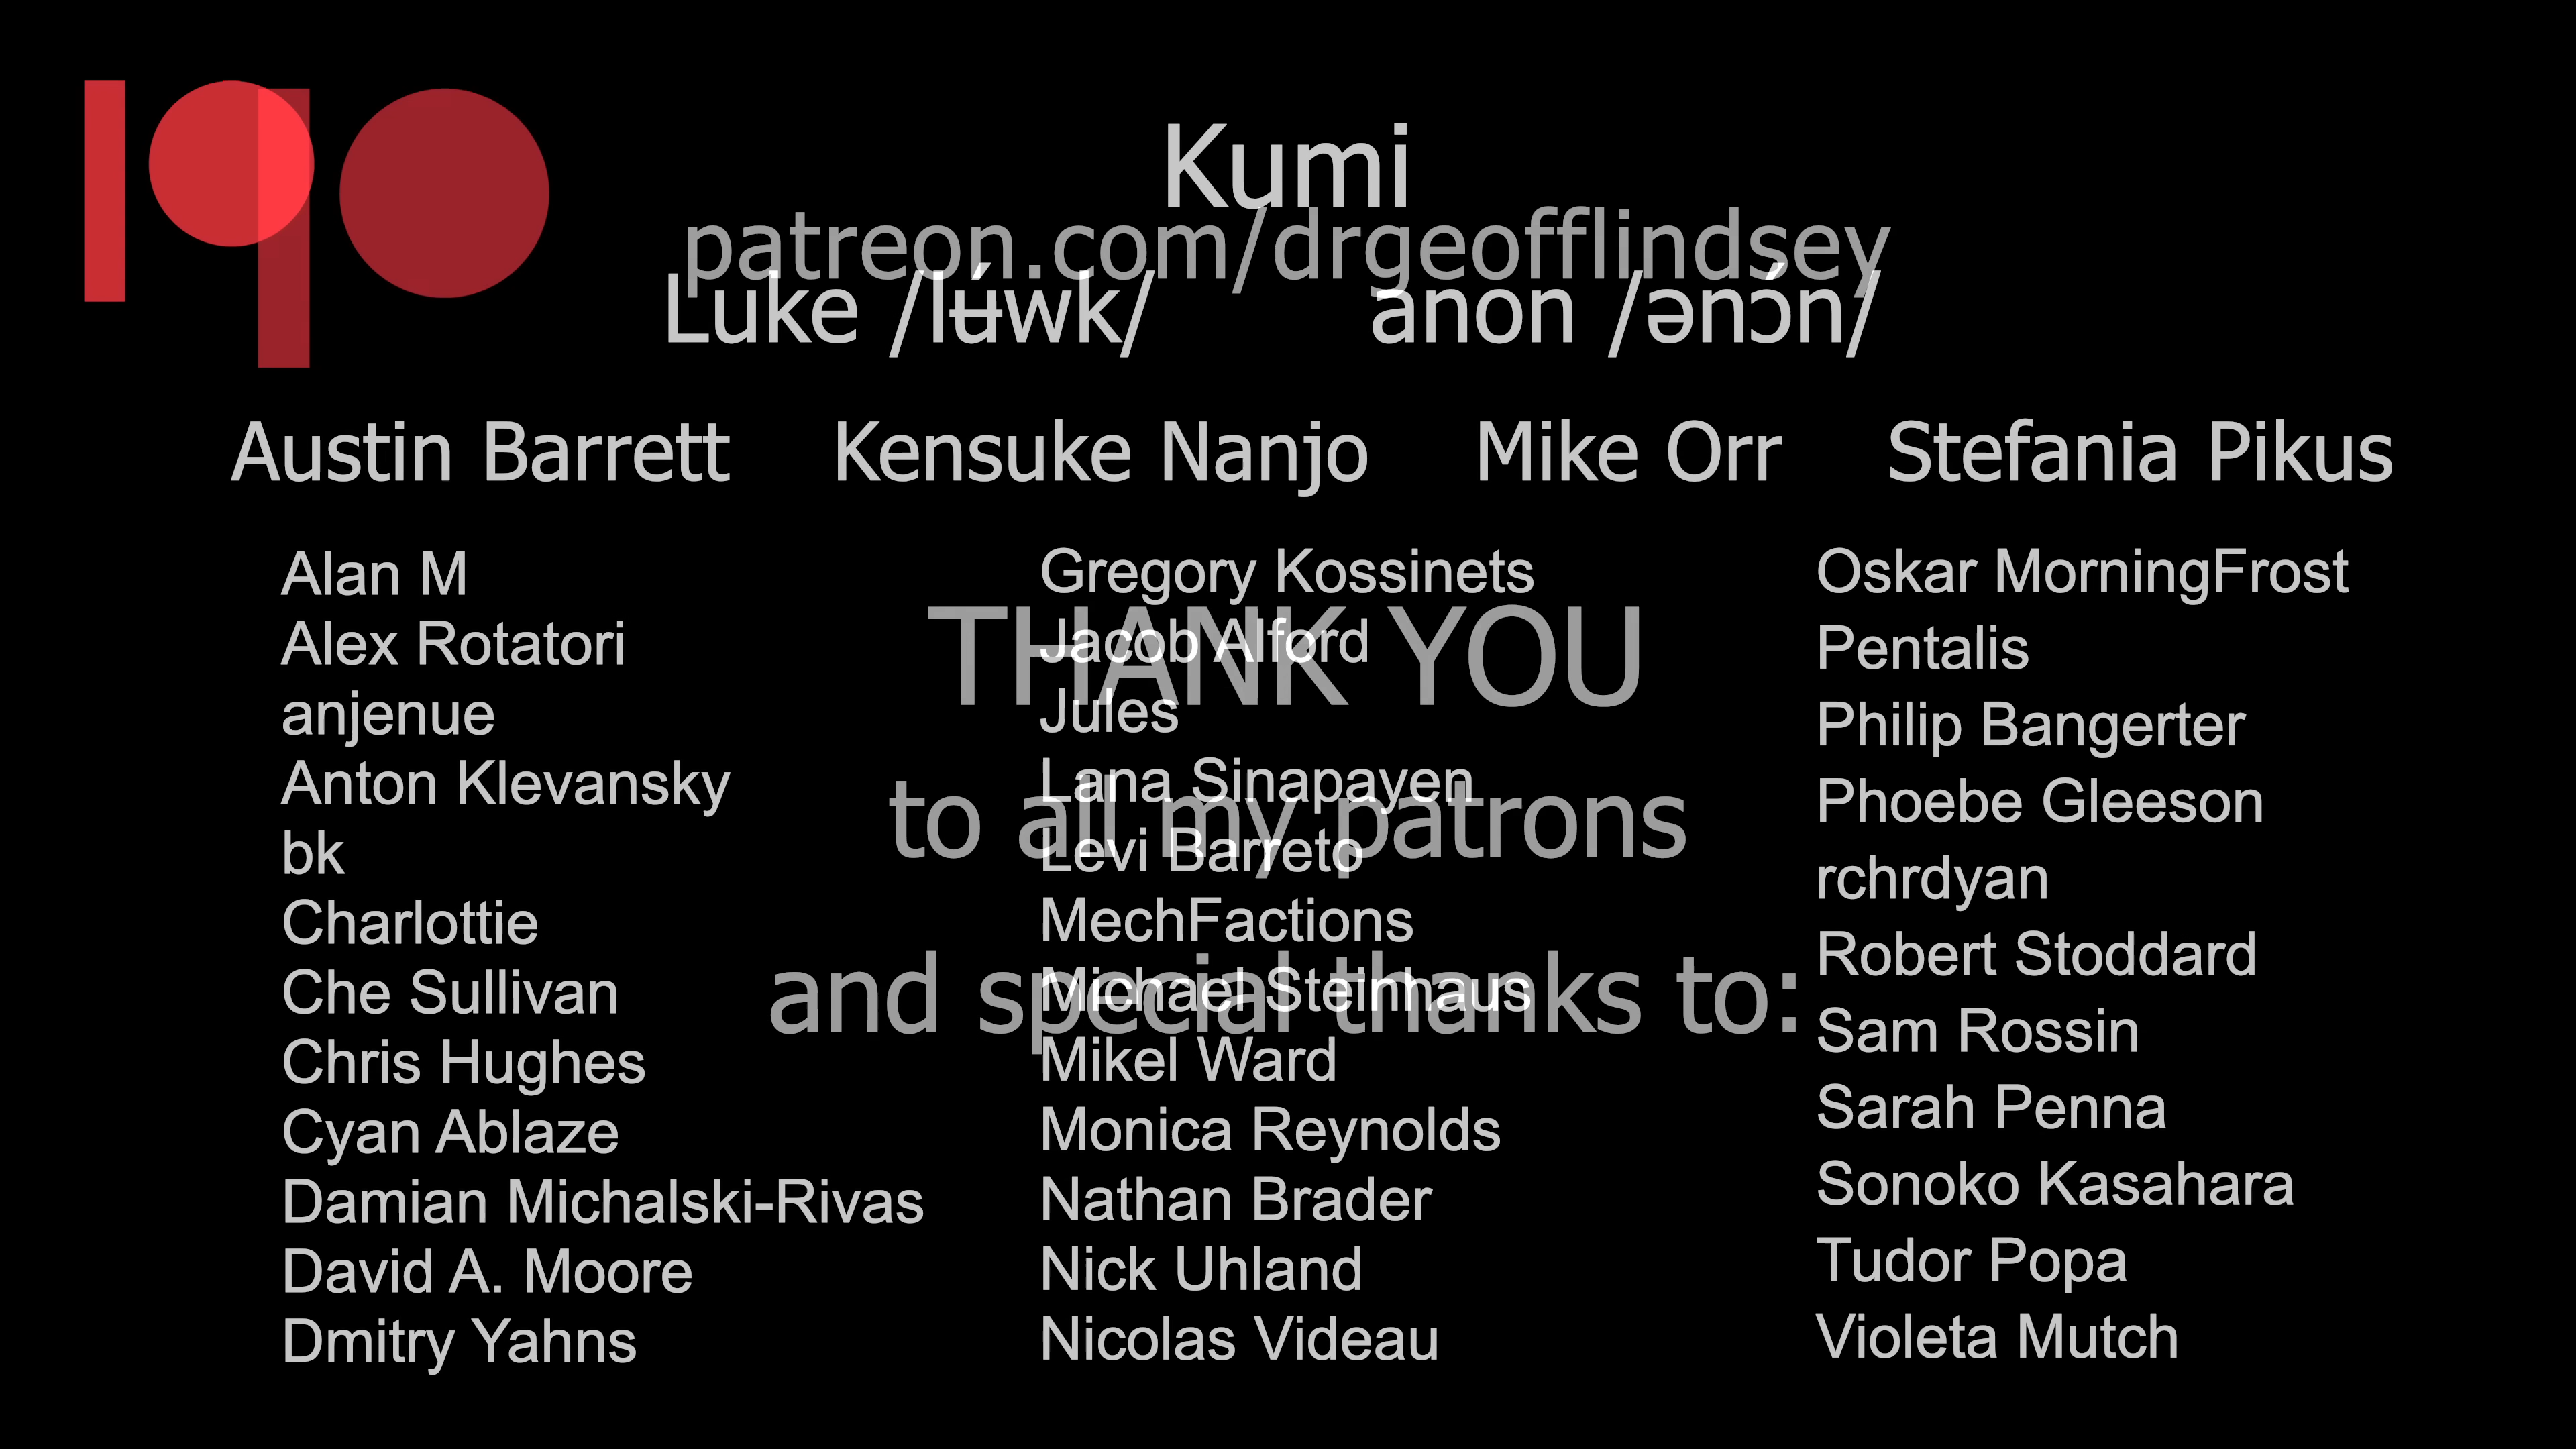 Kumi
patreon.com/drgeofflindsey
Luke /lʉ́wk/ anon /ənɔ́n/
Austin Barrett Kensuke Nanjo Mike Orr Stefania Pikus
THANK YOU
to all my patrons
and special thanks to:
Alan M
Alex Rotatori
anjenue
Anton Klevansky
bk
Charlottie
Che Sullivan
Chris Hughes
Cyan Ablaze
Damian Michalski-Rivas
David A. Moore
Dmitry Yahns
Gregory Kossinets
Jacob Alford
Jules
Lana Sinapayen
Levi Barreto
MechFactions
Michael Steinhaus
Mikel Ward
Monica Reynolds
Nathan Brader
Nick Uhland
Nicolas Videau
Oskar MorningFrost
Pentalis
Philip Bangerter
Phoebe Gleeson
rchrdyan
Robert Stoddard
Sam Rossin
Sarah Penna
Sonoko Kasahara
Tudor Popa
Violeta Mutch